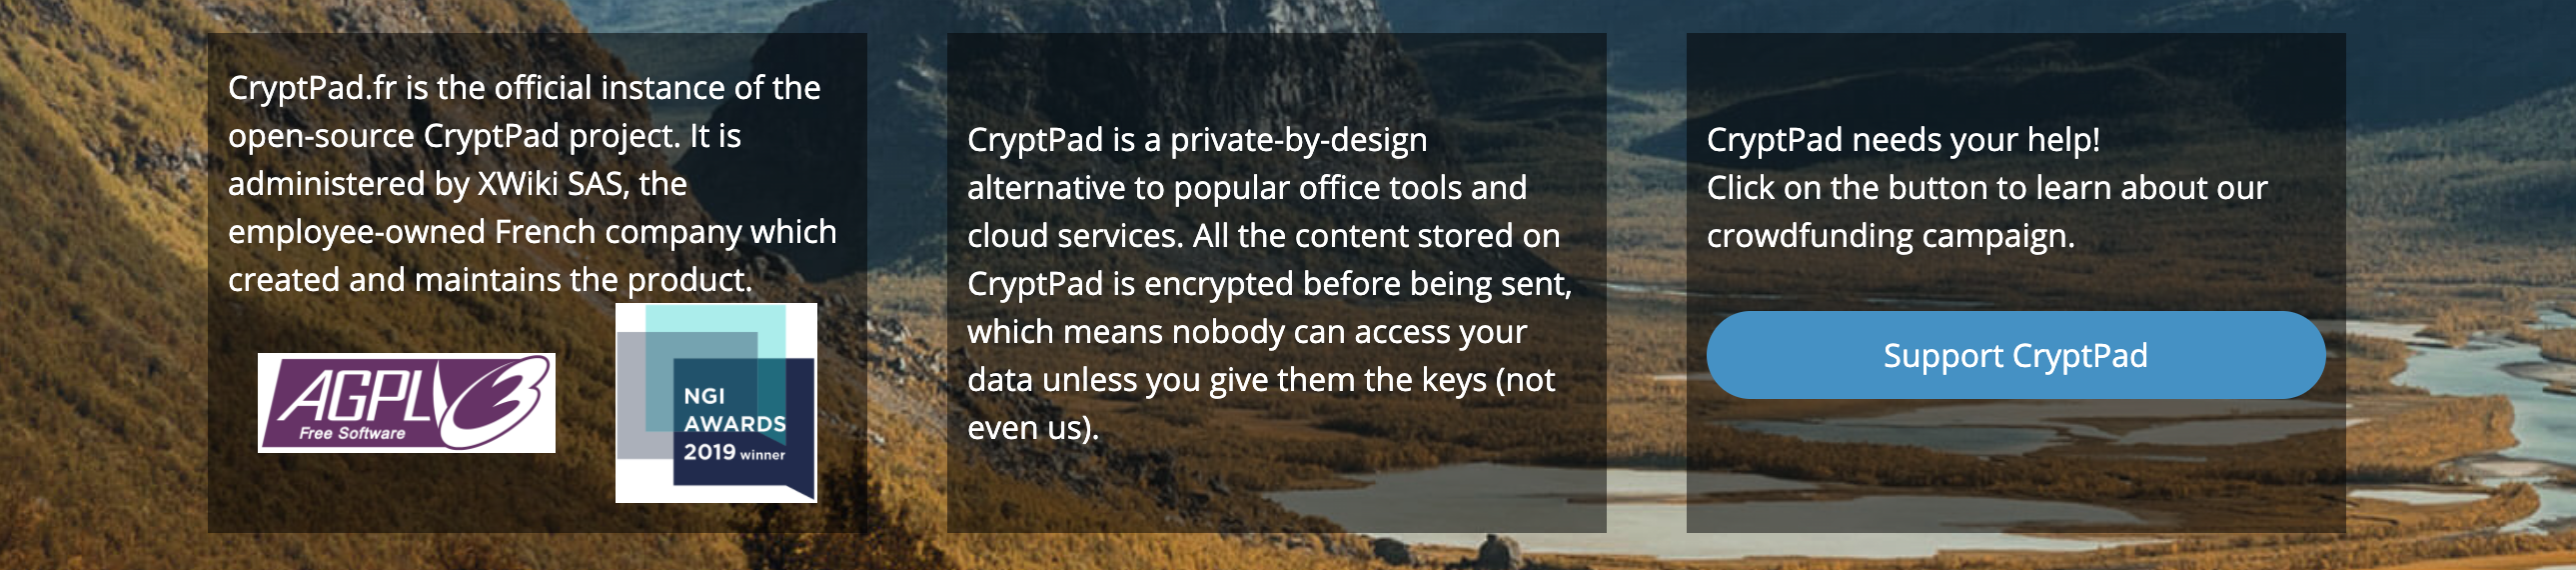 CryptPad.fr is the official instance of the
open-source CryptPad project. It is
administered by XWiki SAS, the
employee-owned French company which
created and maintains the product.
AGPLv3
Free Software
NGI
AWARDS
2019 winner
CryptPad is a private-by-design
alternative to popular office tools and
cloud services. All the content stored on
CryptPad is encrypted before being sent,
which means nobody can access your
data unless you give them the keys (not
even us).
CryptPad needs your help!
Click on the button to learn about our
crowdfunding campaign.
Support CryptPad